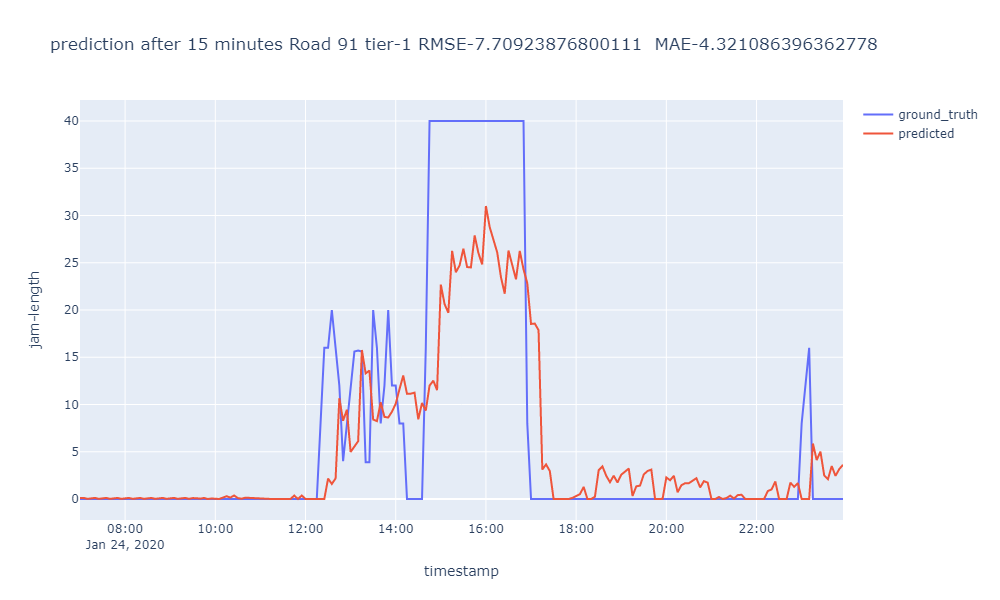 prediction after 15 minutes Road 91 tier-1 RMSE-7.70923876800111  MAE-4.321086396362778
ground_truth
predicted
40
35
30
25
20
15
10
5
0
jam-length
08:00
10:00
12:00
14:00
16:00
18:00
20:00
22:00
Jan 24, 2020
timestamp